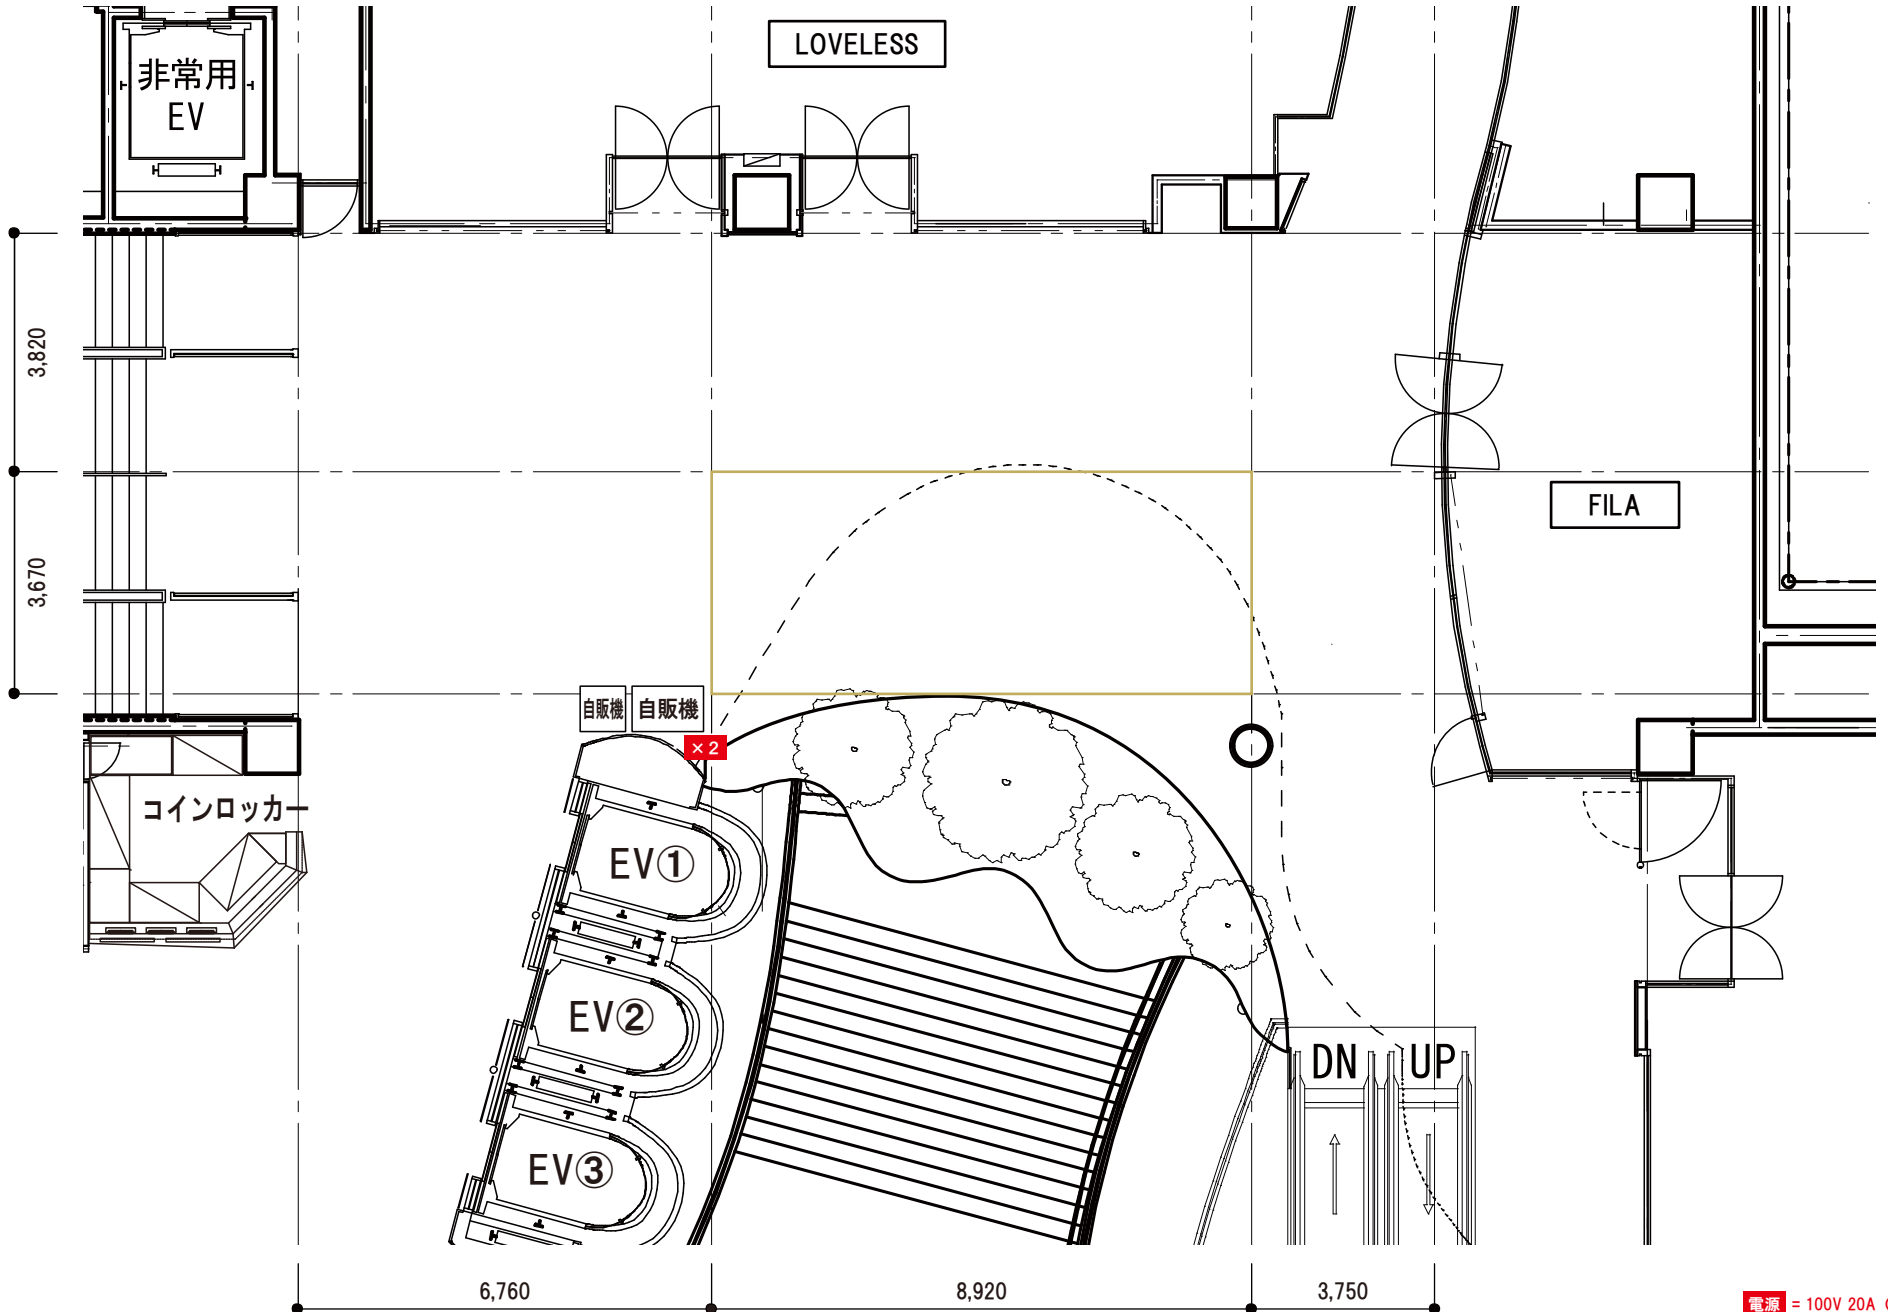 LOVELESS
非常用
EV
3,820
FILA
3,670
自販機
自販機
×2
コインロッカー
EV①
EV②
DN
UP
EV③
6,760
8,920
3,750
電源 = 100V 20A